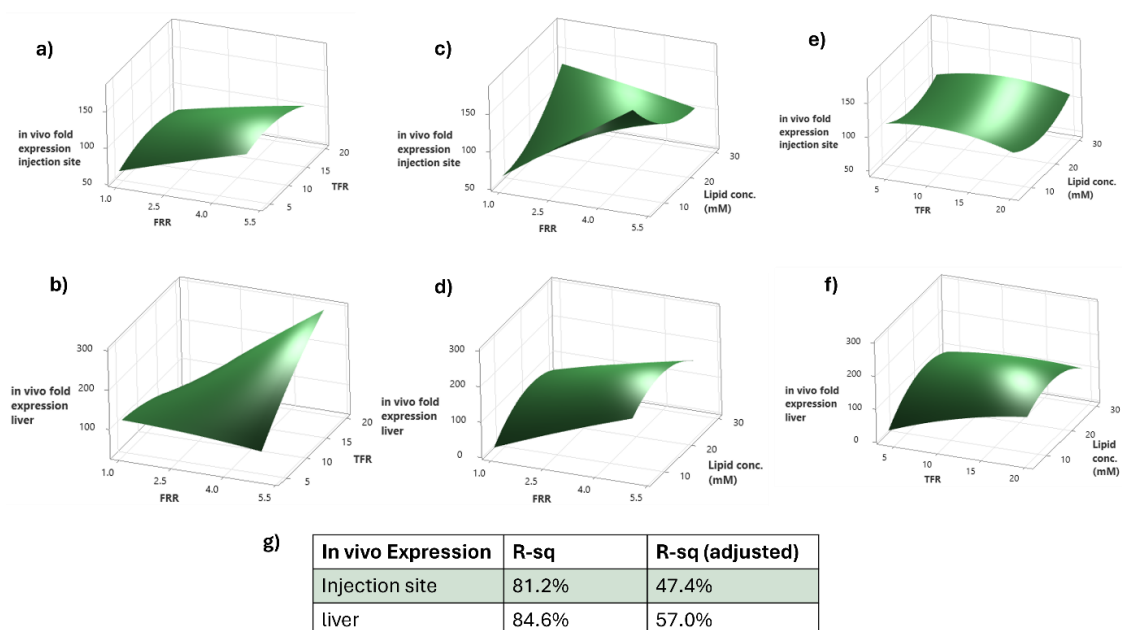 a)
150
100
50
in vivo fold
expression
injection site
1.0
2.5
4.0
5.5
FRR
5
10
15
20
TFR
c)
150
100
50
in vivo fold
expression
injection site
1.0
2.5
4.0
5.5
FRR
10
20
30
Lipid conc.
(mM)
e)
150
100
50
in vivo fold
expression
injection site
5
10
15
20
TFR
10
20
30
Lipid conc.
(mM)
b)
300
200
100
in vivo fold
expression
liver
1.0
2.5
4.0
5.5
FRR
5
10
15
20
TFR
d)
300
200
100
0
in vivo fold
expression
liver
1.0
2.5
4.0
5.5
FRR
10
20
30
Lipid conc.
(mM)
f)
300
200
100
0
in vivo fold
expression
liver
5
10
15
20
TFR
10
20
30
Lipid
conc.
(mM)
g)
In vivo Expression R-sq R-sq (adjusted)
Injection site 81.2% 47.4%
liver 84.6% 57.0%